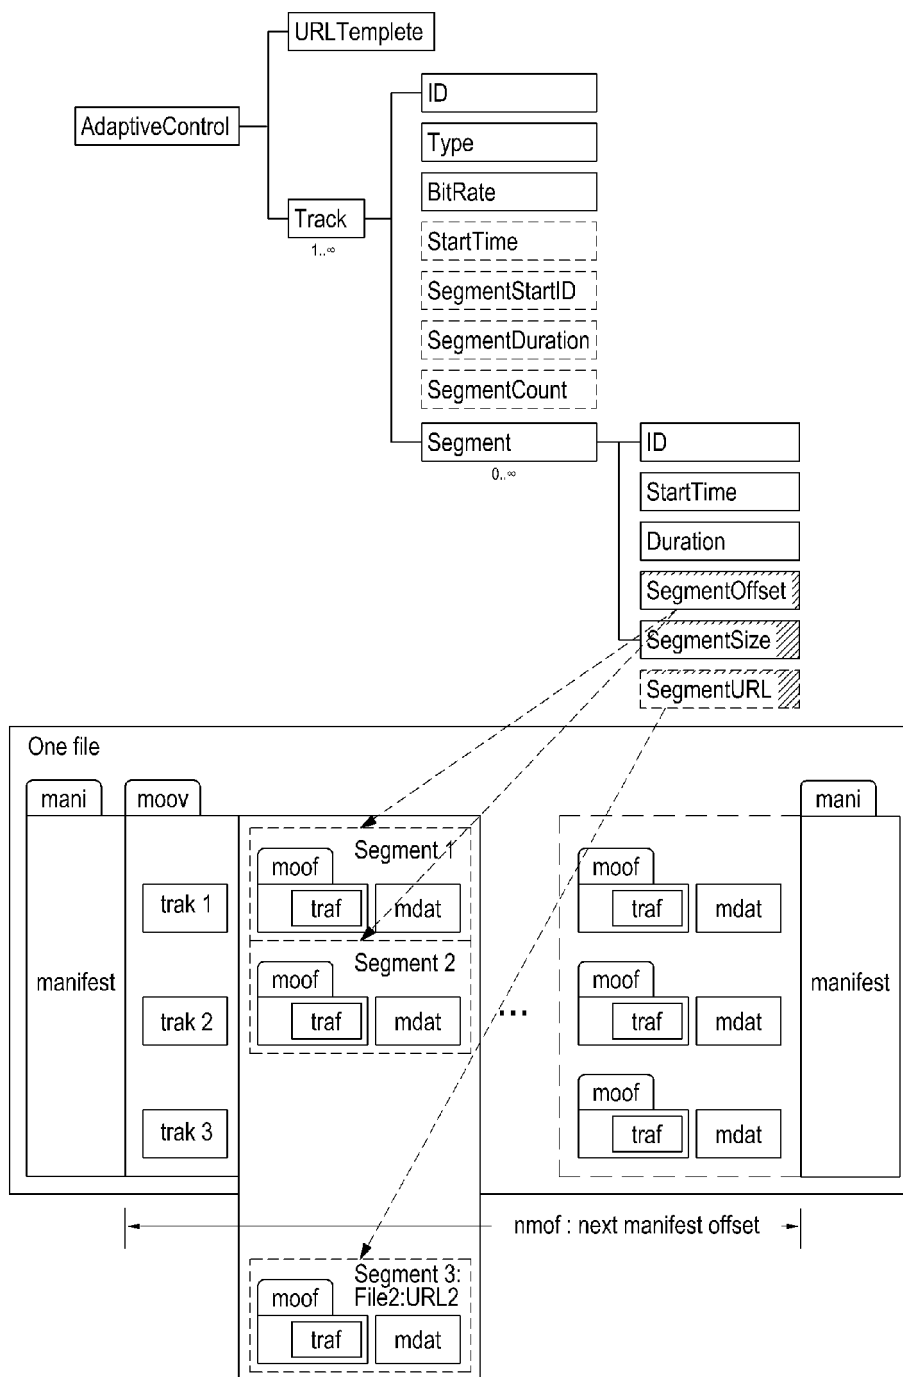 URLTemplete
ID
AdaptiveControl
Type
BitRate
Track
1..∞
StartTime
SegmentStartID
SegmentDuration
SegmentCount
Segment
0..∞
ID
StartTime
Duration
SegmentOffset
SegmentSize
SegmentURL
One file
mani
moov
mani
Segment 1
moof
moof
trak 1
traf
mdat
traf
mdat
Segment 2
manifest
moof
moof
manifest
trak 2
traf
mdat
...
traf
mdat
moof
trak 3
traf
mdat
nmof : next manifest offset
Segment 3:
File2:URL2
moof
traf
mdat